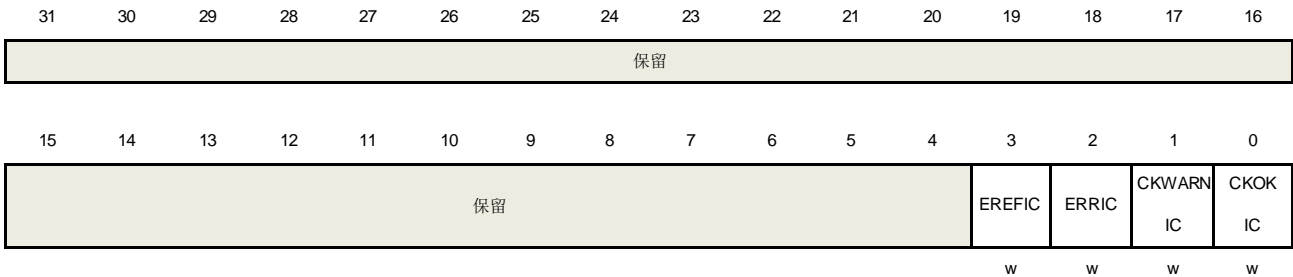 31 30 29 28 27 26 25 24 23 22 21 20 19 18 17 16
保留
15 14 13 12 11 10 9 8 7 6 5 4 3 2 1 0
保留 EREFIC ERRIC CKWARN IC CKOK IC
w w w w